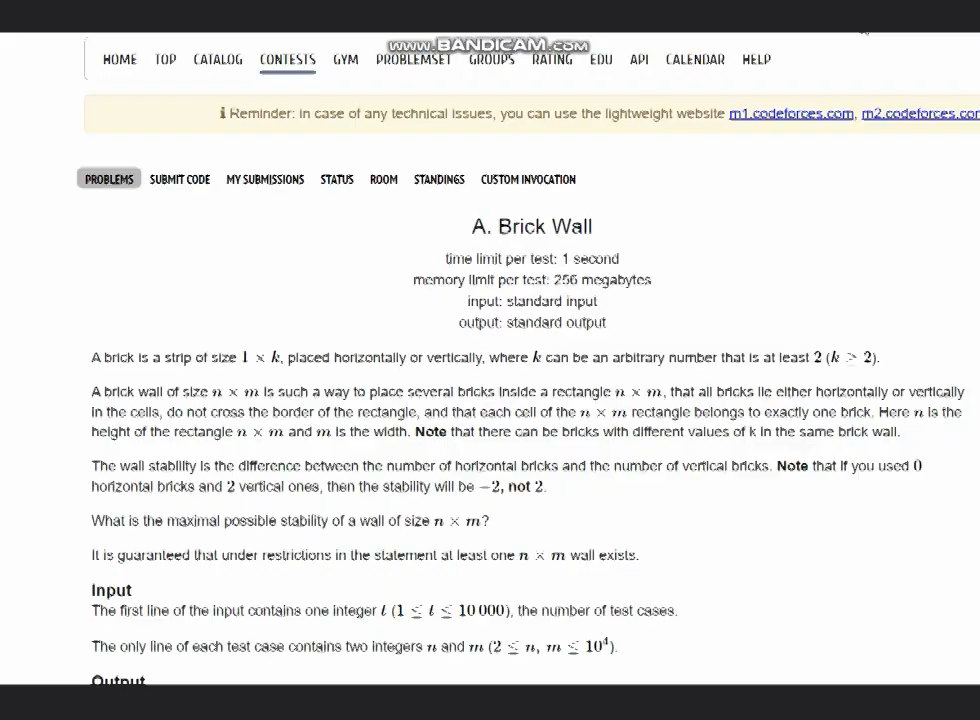 www.BANDICAM.com
HOME TOP CATALOG CONTESTS GYM PROBLEMSET GROUPS RATING EDU API CALENDAR HELP
ℹ Reminder: in case of any technical issues, you can use the lightweight website m1.codeforces.com, m2.codeforces.cor
PROBLEMS SUBMIT CODE MY SUBMISSIONS STATUS ROOM STANDINGS CUSTOM INVOCATION
A. Brick Wall
time limit per test: 1 second
memory limit per test: 256 megabytes
input: standard input
output: standard output
A brick is a strip of size 1 × k, placed horizontally or vertically, where k can be an arbitrary number that is at least 2 (k ≥ 2).
A brick wall of size n × m is such a way to place several bricks inside a rectangle n × m, that all bricks lie either horizontally or vertically
in the cells, do not cross the border of the rectangle, and that each cell of the n × m rectangle belongs to exactly one brick. Here n is the
height of the rectangle n × m and m is the width. Note that there can be bricks with different values of k in the same brick wall.
The wall stability is the difference between the number of horizontal bricks and the number of vertical bricks. Note that if you used 0
horizontal bricks and 2 vertical ones, then the stability will be −2, not 2.
What is the maximal possible stability of a wall of size n × m?
It is guaranteed that under restrictions in the statement at least one n × m wall exists.
Input
The first line of the input contains one integer t (1 ≤ t ≤ 10 000), the number of test cases.
The only line of each test case contains two integers n and m (2 ≤ n, m ≤ 10⁴).
Output